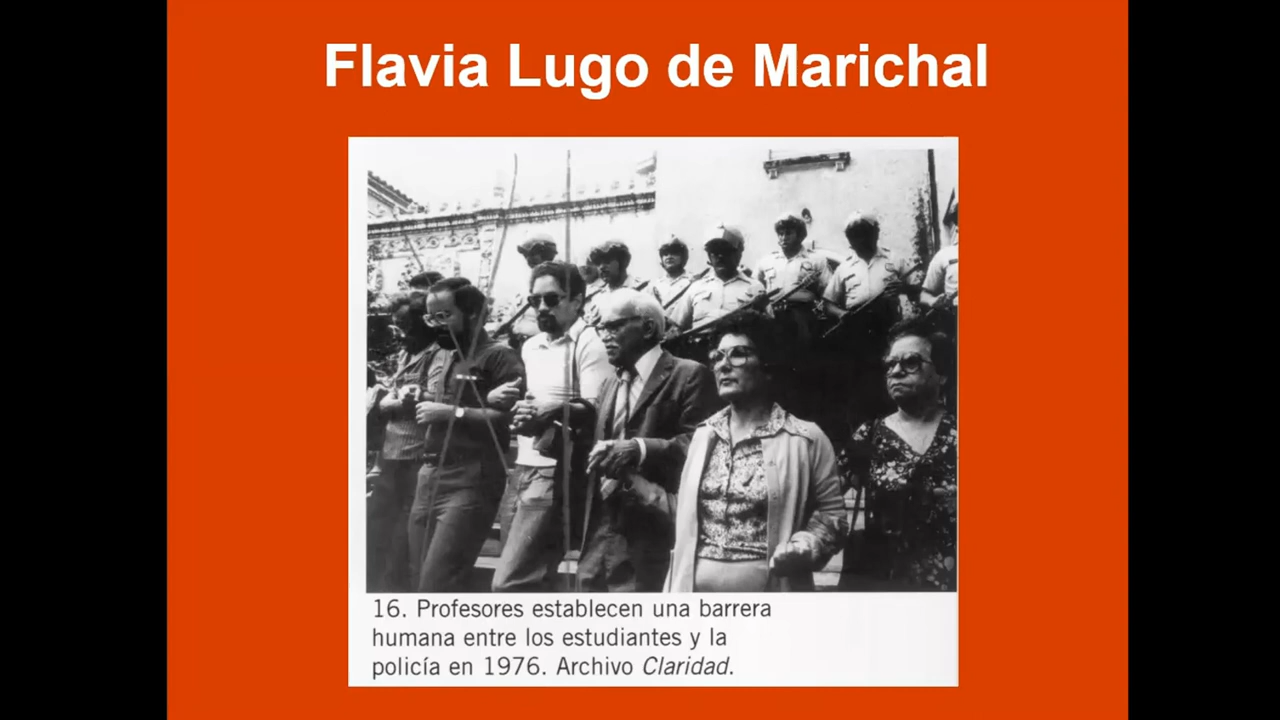 Flavia Lugo de Marichal
16. Profesores establecen una barrera
humana entre los estudiantes y la
policía en 1976. Archivo Claridad.